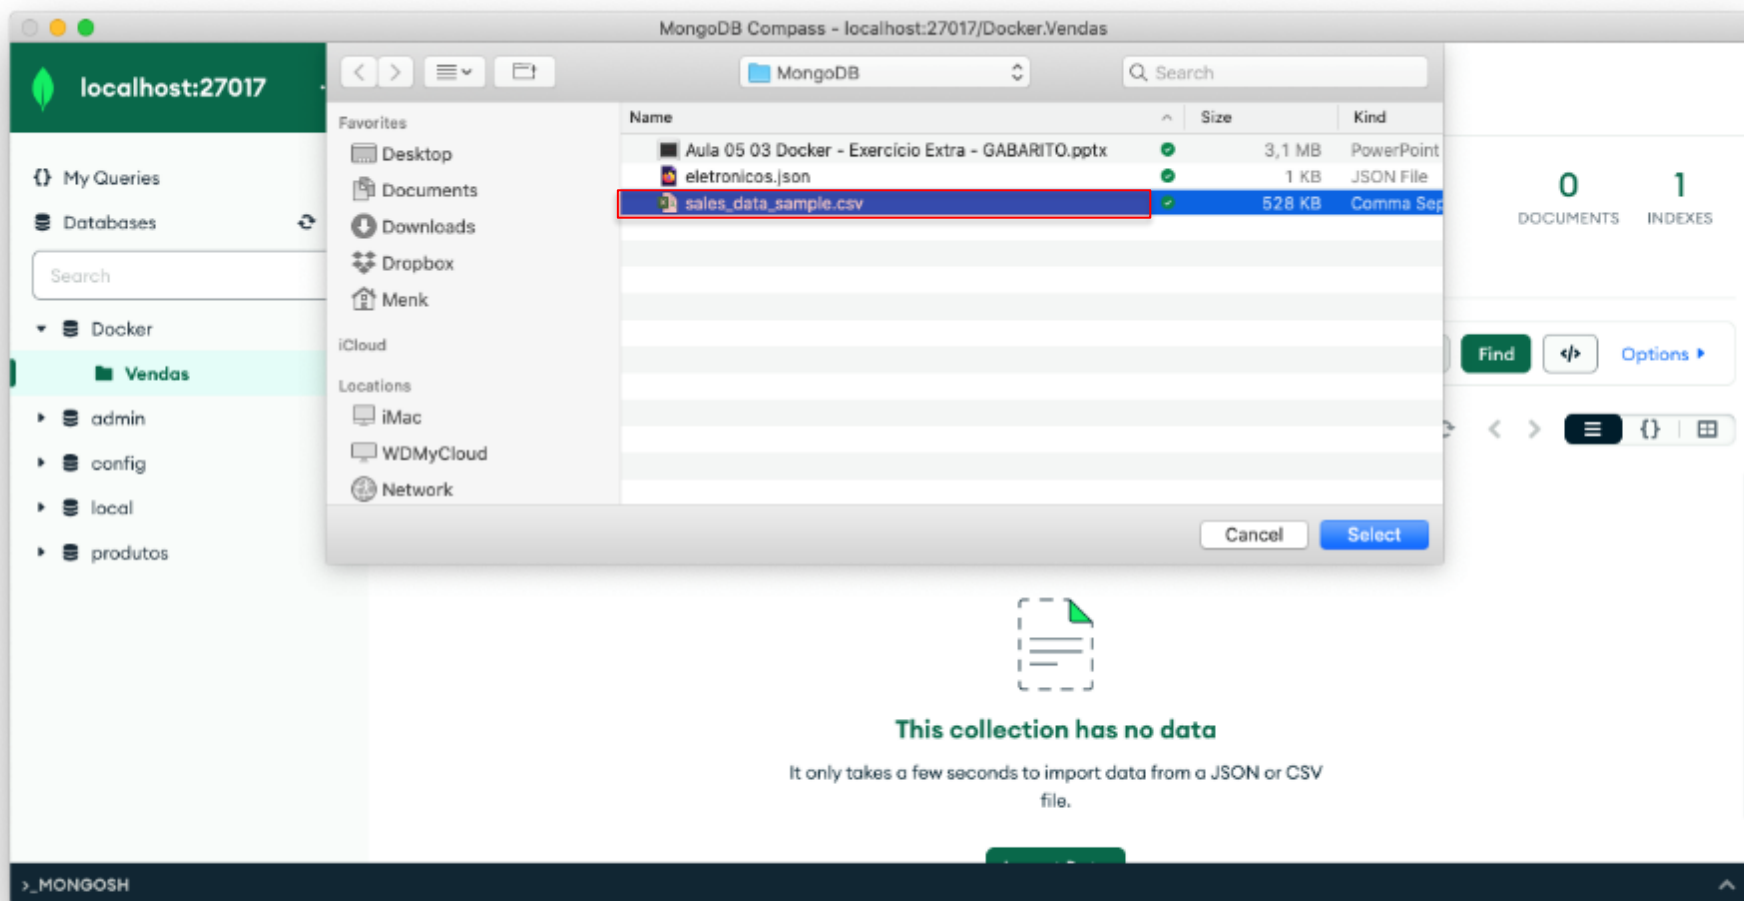 MongoDB Compass - localhost:27017/Docker.Vendas
localhost:27017
My Queries
Databases
Search
Docker
Vendas
admin
config
local
produtos
MongoDB
Search
Favorites
Desktop
Documents
Downloads
Dropbox
Menk
iCloud
Locations
iMac
WDMyCloud
Network
Name Size Kind
Aula 05 03 Docker - Exercício Extra - GABARITO.pptx 3,1 MB PowerPoint
eletronicos.json 1 KB JSON File
sales_data_sample.csv 528 KB Comma Sep
Cancel Select
0 1
DOCUMENTS INDEXES
Find </> Options
{}
This collection has no data
It only takes a few seconds to import data from a JSON or CSV
file.
>_MONGOSH